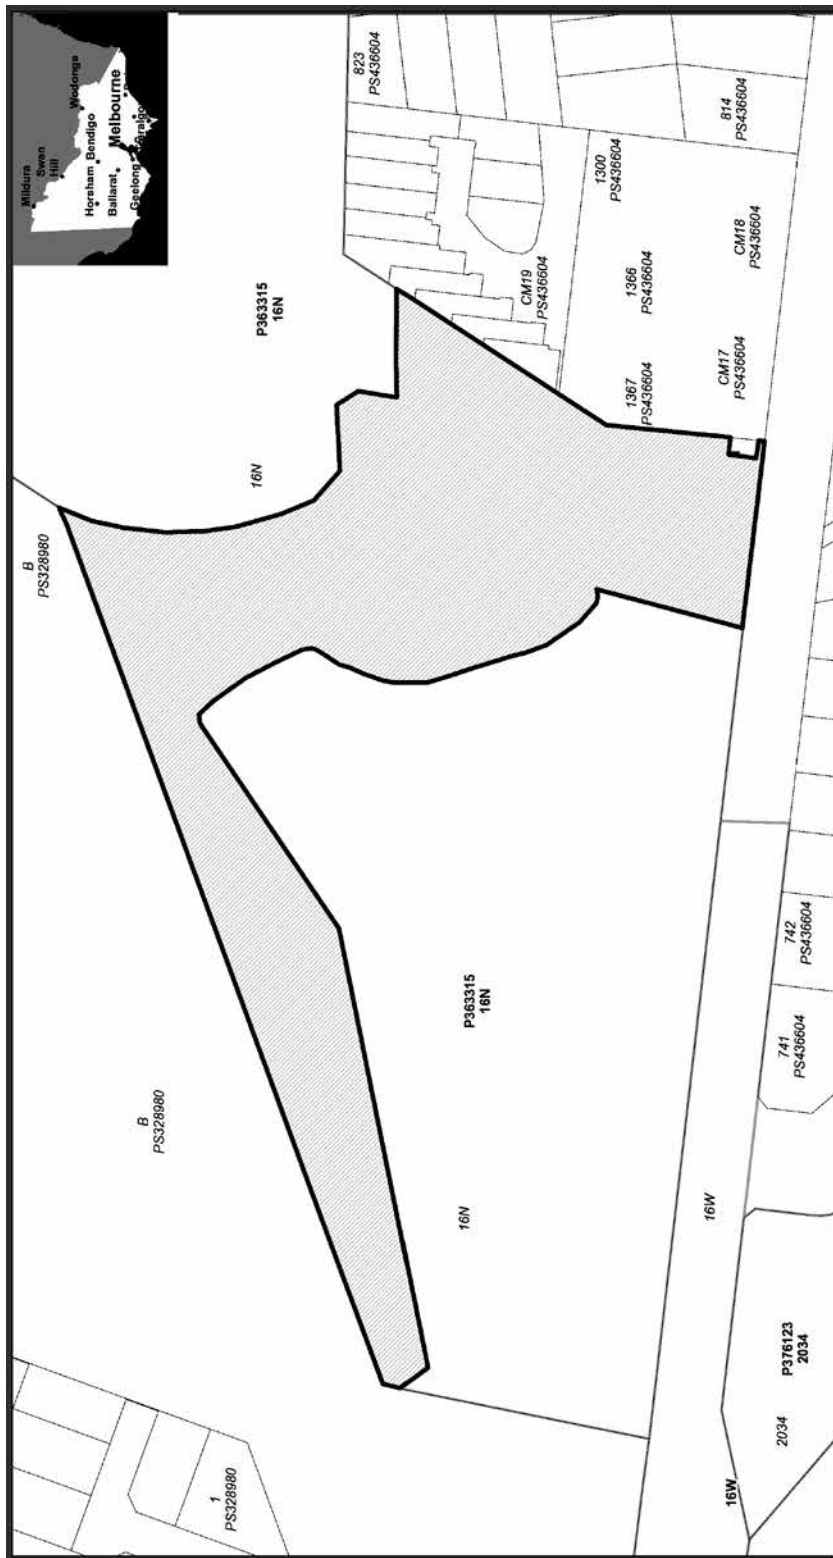 Mildura
Swan
Hill
Wodonga
Horsham
Bendigo
Ballarat
Melbourne
Geelong
B
PS328980
P363315
16N
16N
823
PS436604
814
PS436604
1300
PS436604
CM19
PS436604
1366
PS436604
CM18
PS436604
1367
PS436604
CM17
PS436604
B
PS328980
P363315
16N
16N
742
PS436604
741
PS436604
16W
1
PS328980
P376123
2034
2034
16W